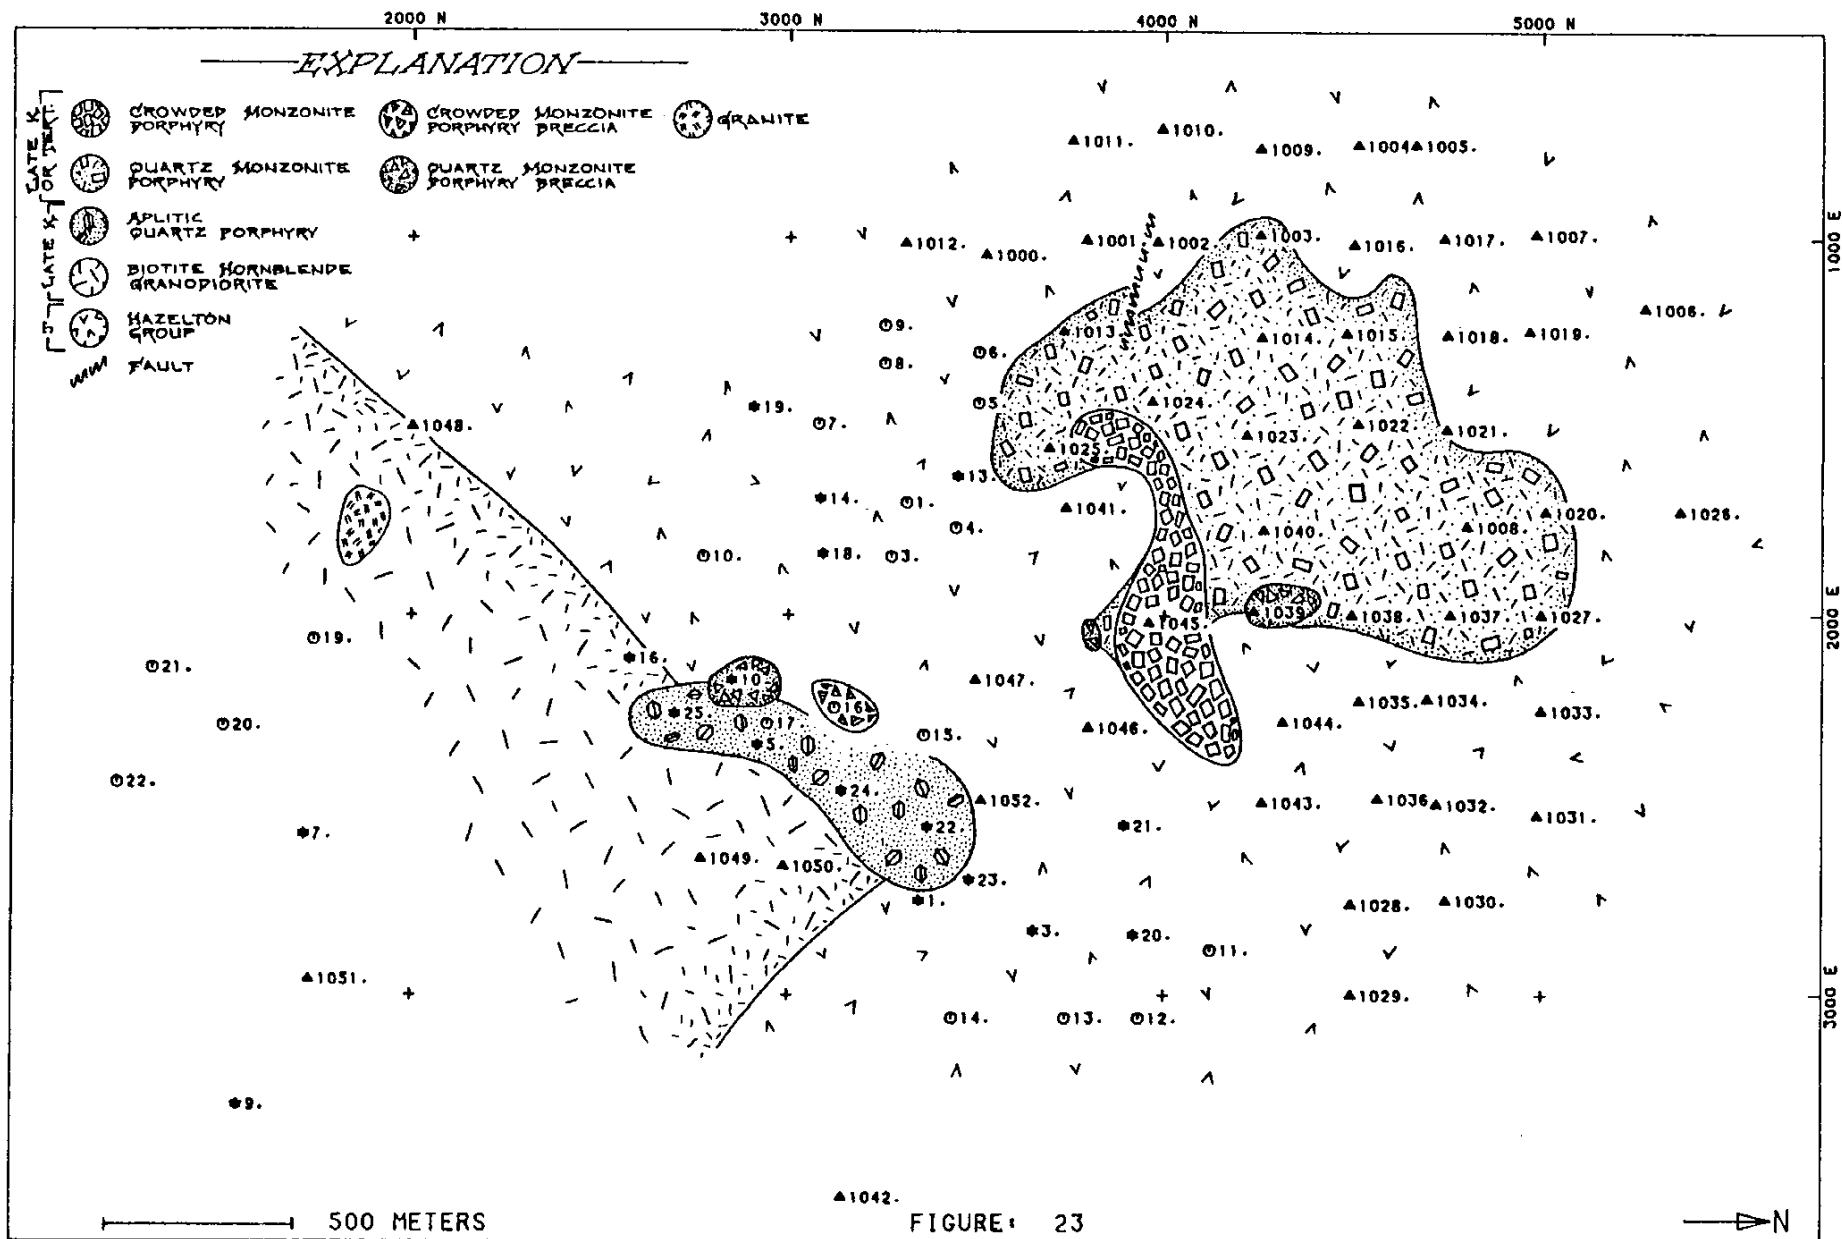 2000 N 3000 N 4000 N 5000 N
EXPLANATION
LATE K OR TERT.
CROWDED MONZONITE PORPHYRY
CROWDED MONZONITE PORPHYRY BRECCIA
GRANITE
QUARTZ MONZONITE PORPHYRY
QUARTZ MONZONITE PORPHYRY BRECCIA
LATE K
APLITIC QUARTZ PORPHYRY
BIOTITE HORNBLENDE GRANODIORITE
J
HAZELTON GROUP
FAULT
1011. 1010. 1009. 1004 1005.
1012. 1000. 1001. 1002. 1003. 1016. 1017. 1007.
1000 E
9. 1013. 1014. 1015. 1018. 1019. 1006.
8. 6.
19. 7. 5. 1024. 1023. 1022. 1021.
1048.
13. 1025.
14. 1. 4. 1041. 1040. 1008. 1020. 1026.
10. 18. 3.
19. 1045. 1039 1038. 1037. 1027.
2000 E
21. 16. 10. 1047.
20. 25. 17. 16. 15. 1046. 1044. 1035. 1034. 1033.
5.
22. 24. 1052. 1043. 1036. 1032. 1031.
7. 22. 21.
1049. 1050. 23.
1. 1028. 1030.
3. 20. 11.
1051. 1029.
3000 E
14. 13. 12.
9.
1042.
500 METERS
FIGURE: 23
N